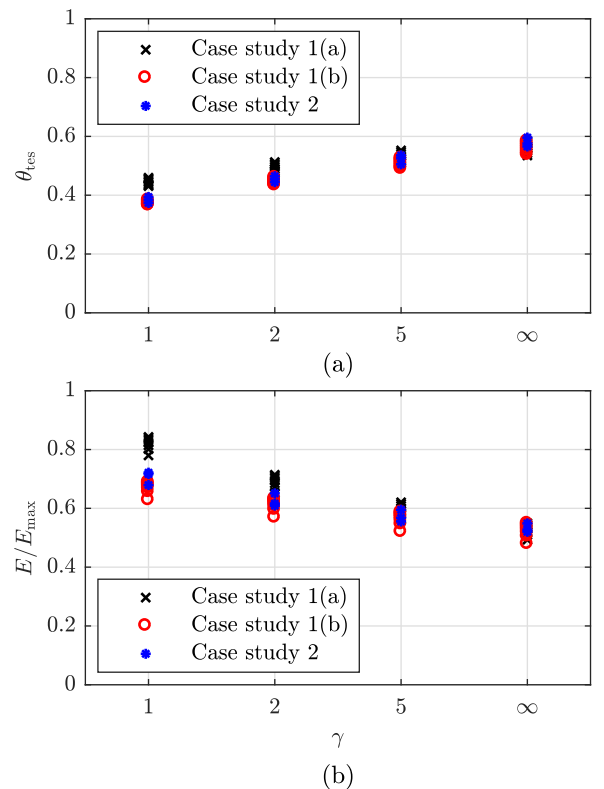 1
0.8
0.6
0.4
0.2
0
θtes
Case study 1(a)
Case study 1(b)
Case study 2
1 2 5 ∞
(a)
1
0.8
0.6
0.4
0.2
0
E/Emax
Case study 1(a)
Case study 1(b)
Case study 2
1 2 5 ∞
γ
(b)